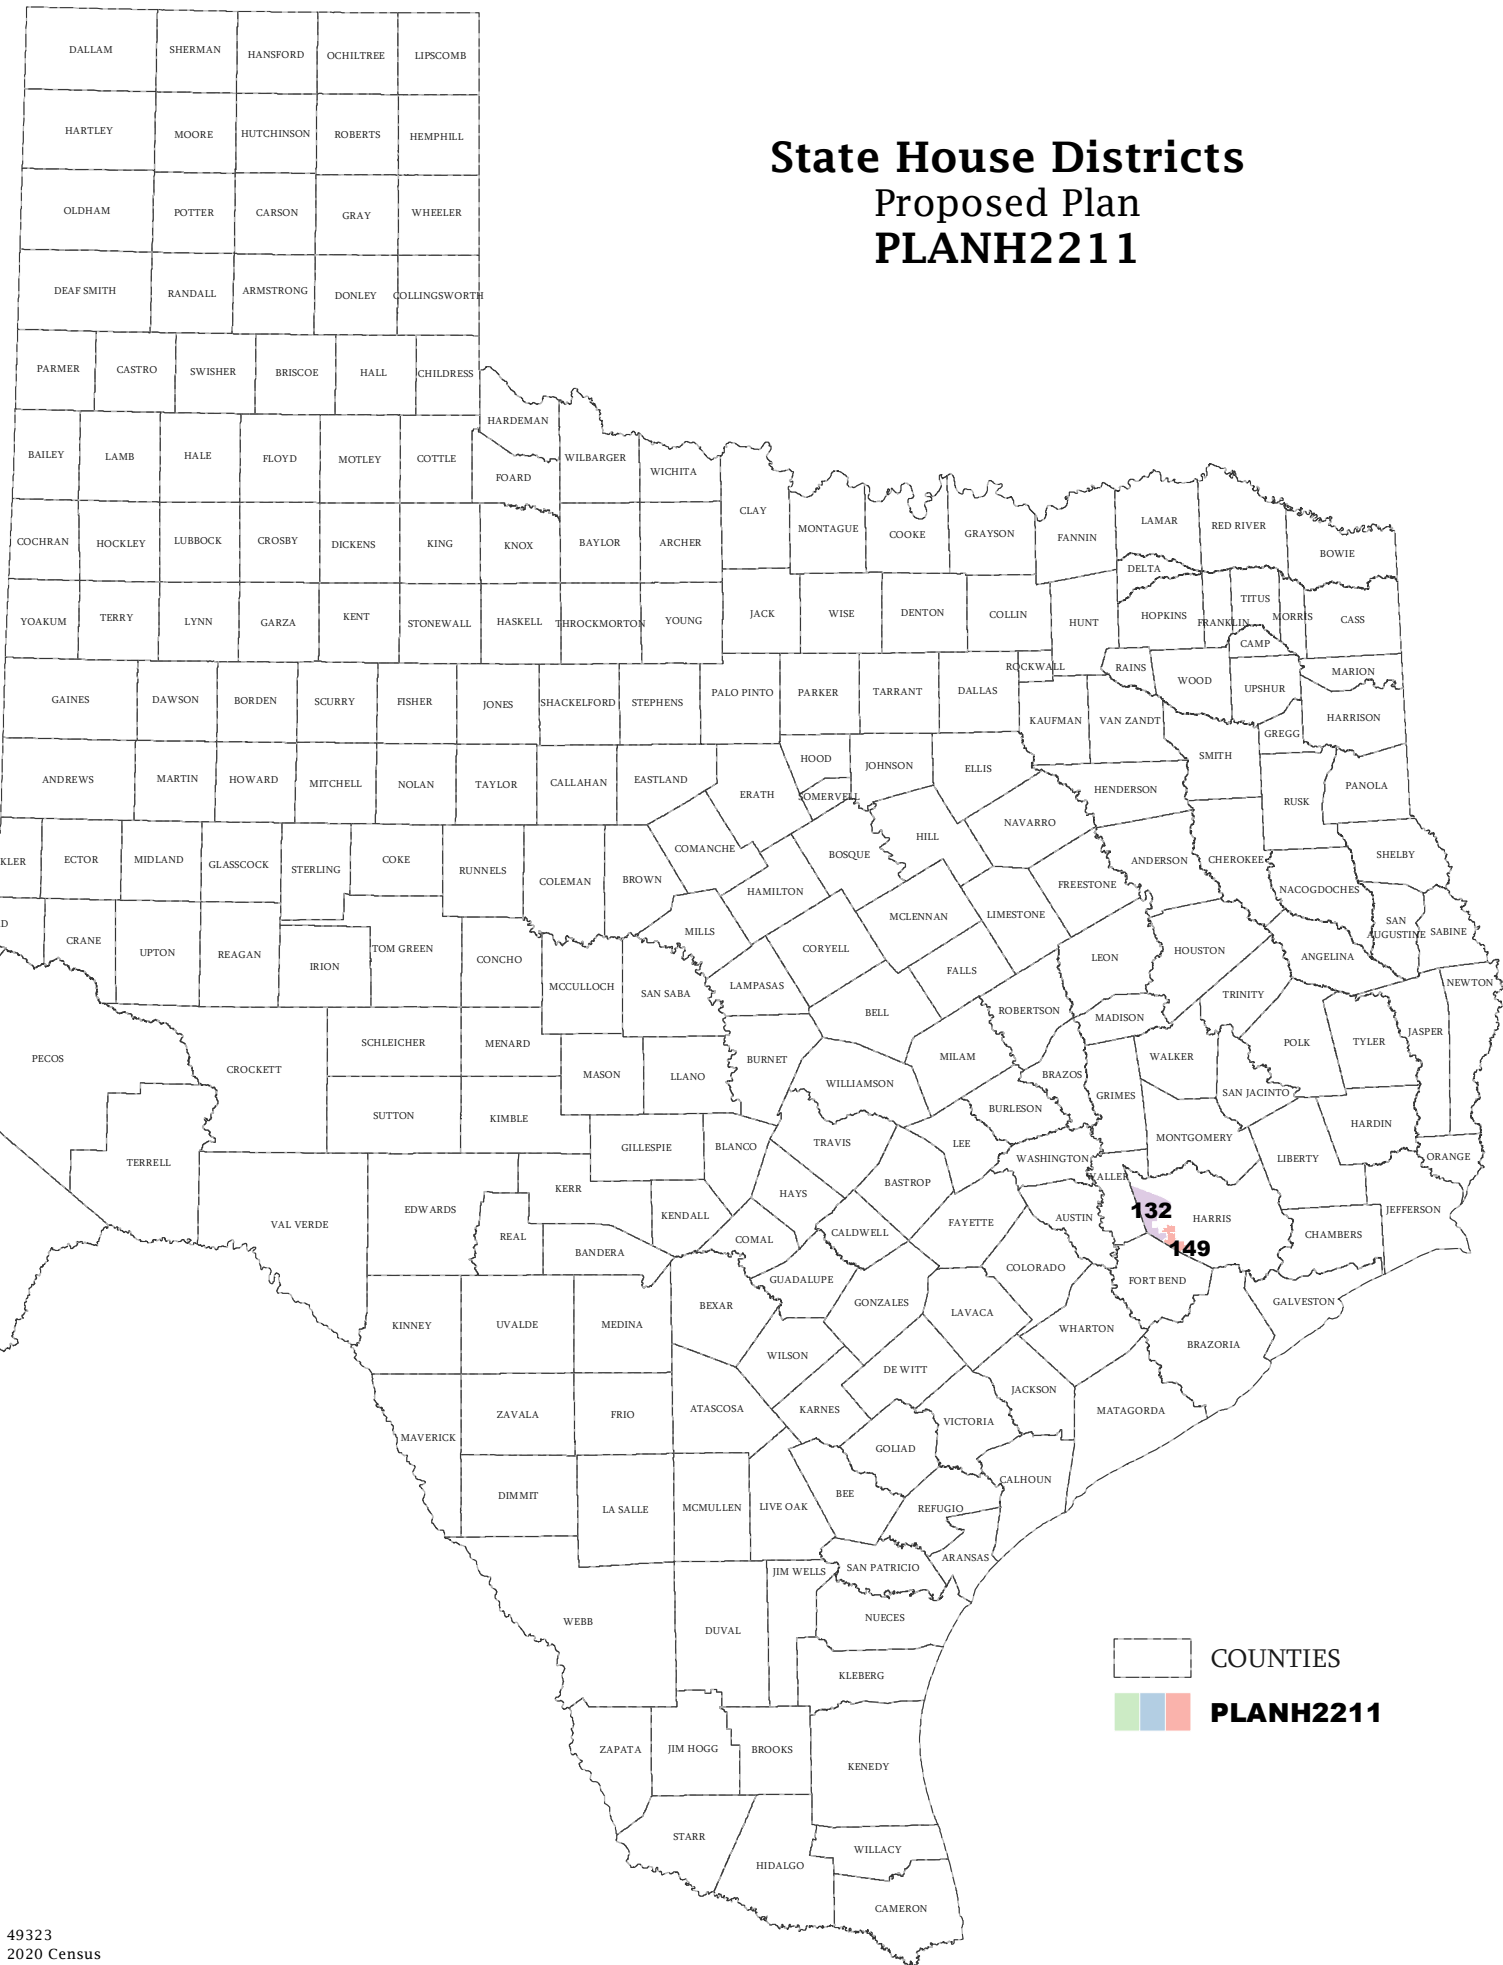 State House Districts
Proposed Plan
PLANH2211
DALLAM
SHERMAN
HANSFORD
OCHILTREE
LIPSCOMB
HARTLEY
MOORE
HUTCHINSON
ROBERTS
HEMPHILL
OLDHAM
POTTER
CARSON
GRAY
WHEELER
DEAF SMITH
RANDALL
ARMSTRONG
DONLEY
COLLINGSWORTH
PARMER
CASTRO
SWISHER
BRISCOE
HALL
CHILDRESS
HARDEMAN
BAILEY
LAMB
HALE
FLOYD
MOTLEY
COTTLE
FOARD
WILBARGER
WICHITA
CLAY
MONTAGUE
COOKE
GRAYSON
FANNIN
LAMAR
RED RIVER
BOWIE
COCHRAN
HOCKLEY
LUBBOCK
CROSBY
DICKENS
KING
KNOX
BAYLOR
ARCHER
DELTA
YOAKUM
TERRY
LYNN
GARZA
KENT
STONEWALL
HASKELL
THROCKMORTON
YOUNG
JACK
WISE
DENTON
COLLIN
HUNT
HOPKINS
FRANKLIN
TITUS
MORRIS
CASS
CAMP
GAINES
DAWSON
BORDEN
SCURRY
FISHER
JONES
SHACKELFORD
STEPHENS
PALO PINTO
PARKER
TARRANT
DALLAS
ROCKWALL
RAINS
WOOD
UPSHUR
MARION
KAUFMAN
VAN ZANDT
GREGG
HARRISON
ANDREWS
MARTIN
HOWARD
MITCHELL
NOLAN
TAYLOR
CALLAHAN
EASTLAND
ERATH
HOOD
SOMERVELL
JOHNSON
ELLIS
HENDERSON
SMITH
RUSK
PANOLA
KLER
ECTOR
MIDLAND
GLASSCOCK
STERLING
COKE
RUNNELS
COLEMAN
BROWN
COMANCHE
HAMILTON
BOSQUE
HILL
NAVARRO
ANDERSON
CHEROKEE
NACOGDOCHES
SHELBY
D
CRANE
UPTON
REAGAN
IRION
TOM GREEN
CONCHO
MCCULLOCH
SAN SABA
MILLS
LAMPASAS
CORYELL
MCLENNAN
LIMESTONE
FREESTONE
FALLS
LEON
HOUSTON
ANGELINA
SAN
AUGUSTINE
SABINE
NEWTON
PECOS
CROCKETT
SCHLEICHER
MENARD
MASON
LLANO
BURNET
BELL
MILAM
ROBERTSON
MADISON
TRINITY
POLK
TYLER
JASPER
WILLIAMSON
BRAZOS
GRIMES
WALKER
SAN JACINTO
HARDIN
TERRELL
SUTTON
KIMBLE
GILLESPIE
BLANCO
TRAVIS
LEE
BURLESON
WASHINGTON
MONTGOMERY
LIBERTY
ORANGE
VAL VERDE
EDWARDS
KERR
REAL
KENDALL
BANDERA
HAYS
COMAL
CALDWELL
BASTROP
FAYETTE
AUSTIN
WALLER
132
HARRIS
149
CHAMBERS
JEFFERSON
KINNEY
UVALDE
MEDINA
BEXAR
GUADALUPE
GONZALES
LAVACA
COLORADO
FORT BEND
GALVESTON
WHARTON
BRAZORIA
WILSON
DE WITT
JACKSON
MATAGORDA
MAVERICK
ZAVALA
FRIO
ATASCOSA
KARNES
VICTORIA
GOLIAD
CALHOUN
DIMMIT
LA SALLE
MCMULLEN
LIVE OAK
BEE
REFUGIO
ARANSAS
SAN PATRICIO
JIM WELLS
WEBB
DUVAL
NUECES
KLEBERG
ZAPATA
JIM HOGG
BROOKS
KENEDY
STARR
HIDALGO
WILLACY
CAMERON
COUNTIES
PLANH2211
49323
2020 Census